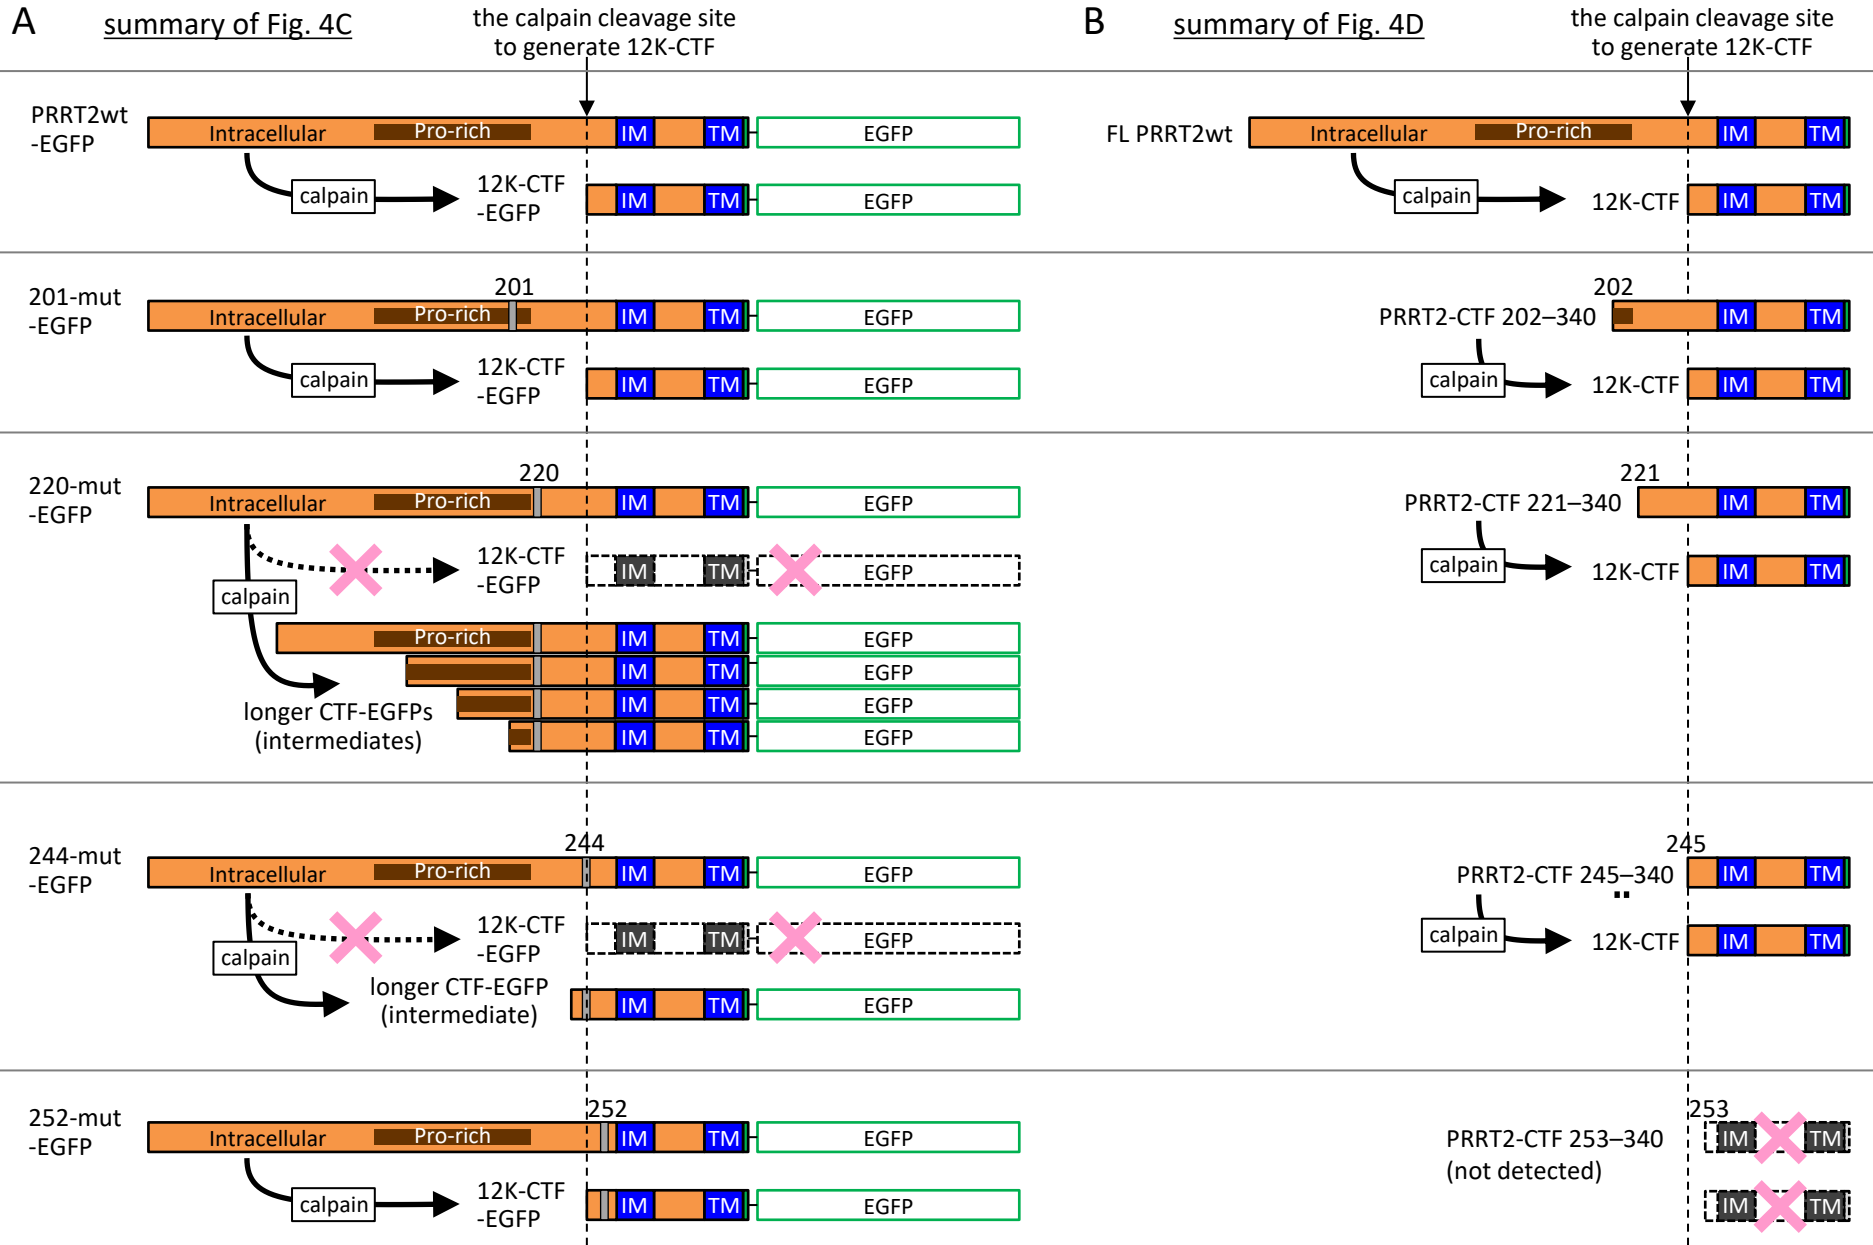 A
summary of Fig. 4C
the calpain cleavage site
to generate 12K-CTF
B
summary of Fig. 4D
the calpain cleavage site
to generate 12K-CTF
PRRT2wt
-EGFP
Intracellular
Pro-rich
IM
TM
EGFP
calpain
12K-CTF
-EGFP
IM
TM
EGFP
FL PRRT2wt
Intracellular
Pro-rich
IM
TM
calpain
12K-CTF
IM
TM
201-mut
-EGFP
201
Intracellular
Pro-rich
IM
TM
EGFP
calpain
12K-CTF
-EGFP
IM
TM
EGFP
202
PRRT2-CTF 202–340
IM
TM
calpain
12K-CTF
IM
TM
220-mut
-EGFP
220
Intracellular
Pro-rich
IM
TM
EGFP
12K-CTF
-EGFP
IM
TM
EGFP
calpain
Pro-rich
IM
TM
EGFP
IM
TM
EGFP
IM
TM
EGFP
IM
TM
EGFP
longer CTF-EGFPs
(intermediates)
221
PRRT2-CTF 221–340
IM
TM
calpain
12K-CTF
IM
TM
244-mut
-EGFP
244
Intracellular
Pro-rich
IM
TM
EGFP
12K-CTF
-EGFP
IM
TM
EGFP
calpain
longer CTF-EGFP
(intermediate)
IM
TM
EGFP
245
PRRT2-CTF 245–340
IM
TM
calpain
12K-CTF
IM
TM
252-mut
-EGFP
252
Intracellular
Pro-rich
IM
TM
EGFP
calpain
12K-CTF
-EGFP
IM
TM
EGFP
253
PRRT2-CTF 253–340
(not detected)
IM
TM
IM
TM